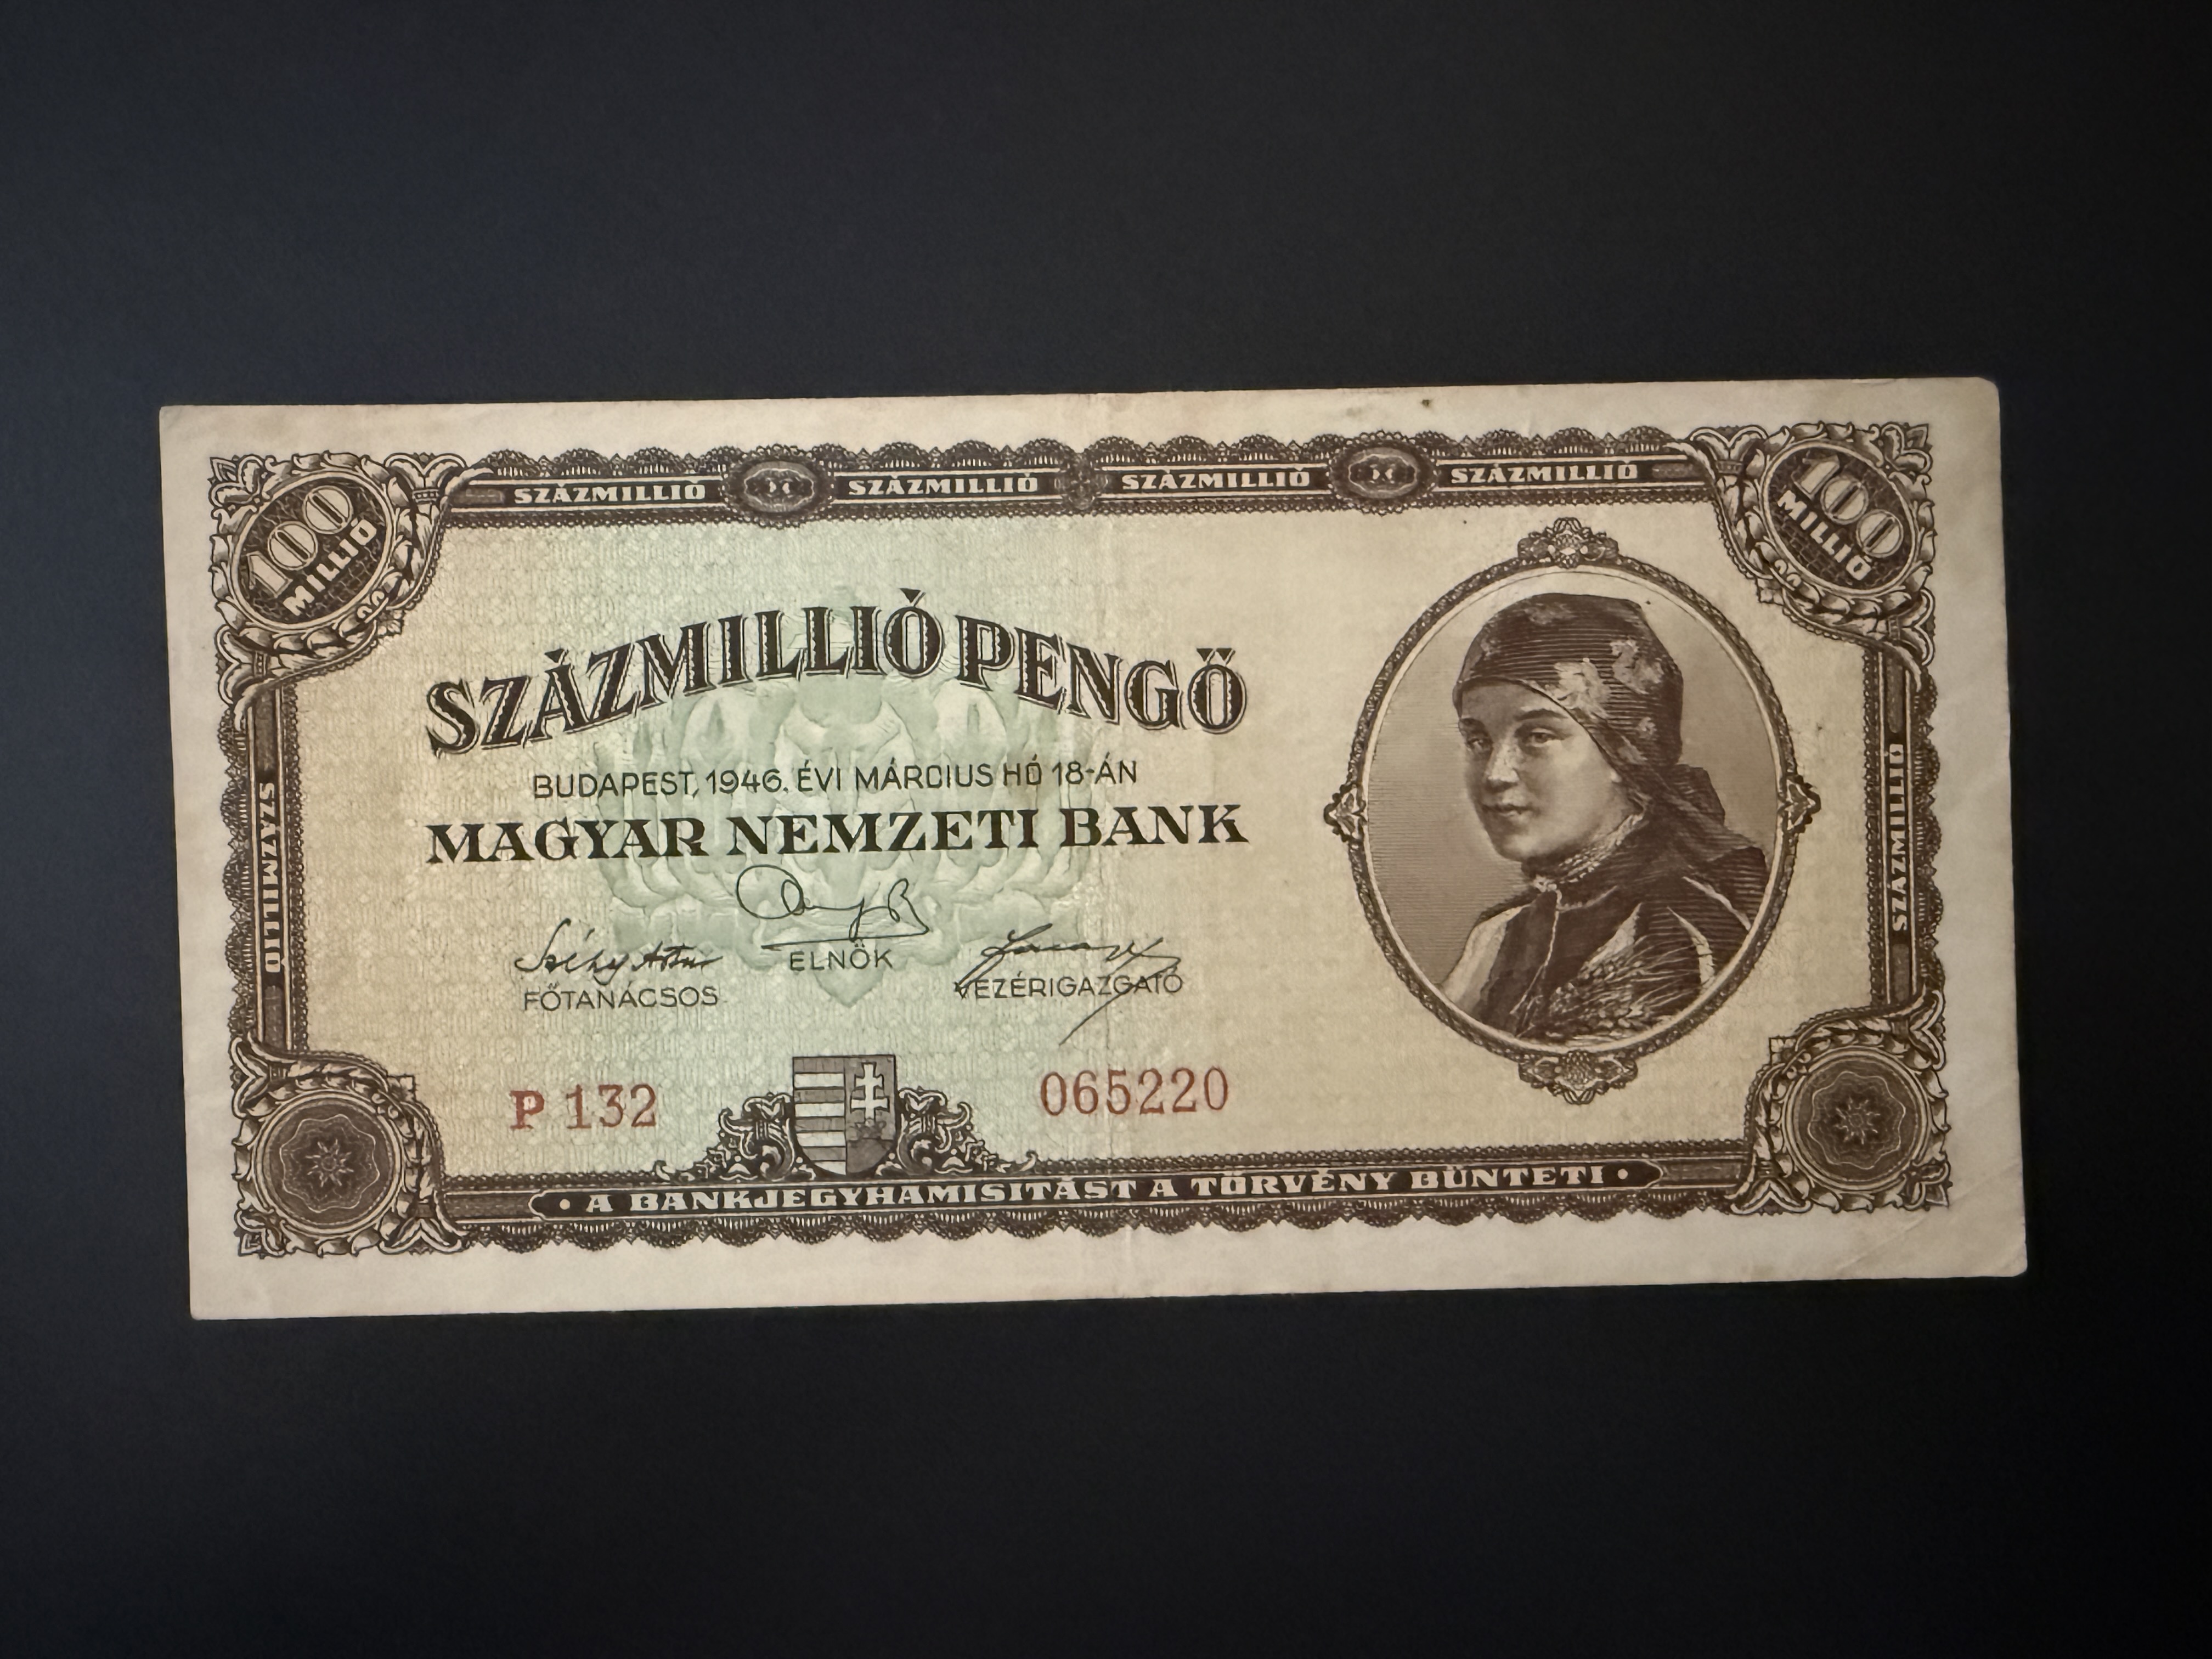 100 MILLIÓ
SZÁZMILLIÓ SZÁZMILLIÓ SZÁZMILLIÓ SZÁZMILLIÓ
100 MILLIÓ
SZÁZMILLIÓ PENGŐ
BUDAPEST, 1946. ÉVI MÁRCIUS HÓ 18-ÁN
MAGYAR NEMZETI BANK
ELNÖK
FŐTANÁCSOS
VEZÉRIGAZGATÓ
SZÁZMILLIÓ
SZÁZMILLIÓ
P 132
065220
• A BANKJEGYHAMISITÁST A TÖRVÉNY BÜNTETI •